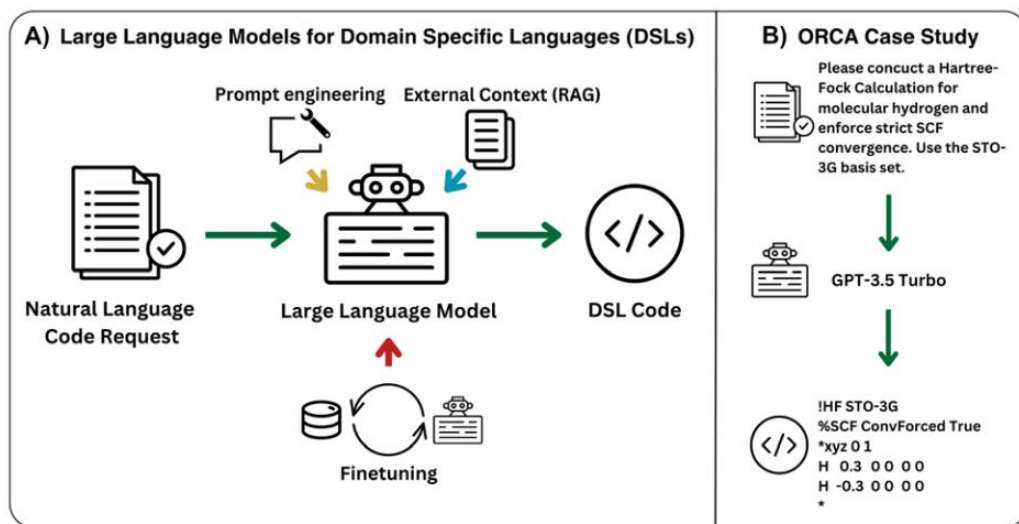 A) Large Language Models for Domain Specific Languages (DSLs)
Prompt engineering
External Context (RAG)
Natural Language
Code Request
Large Language Model
DSL Code
Finetuning
B) ORCA Case Study
Please concuct a Hartree-
Fock Calculation for
molecular hydrogen and
enforce strict SCF
convergence. Use the STO-
3G basis set.
GPT-3.5 Turbo
!HF STO-3G
%SCF ConvForced True
*xyz 0 1
H 0.3 0 0 0 0
H -0.3 0 0 0 0
*